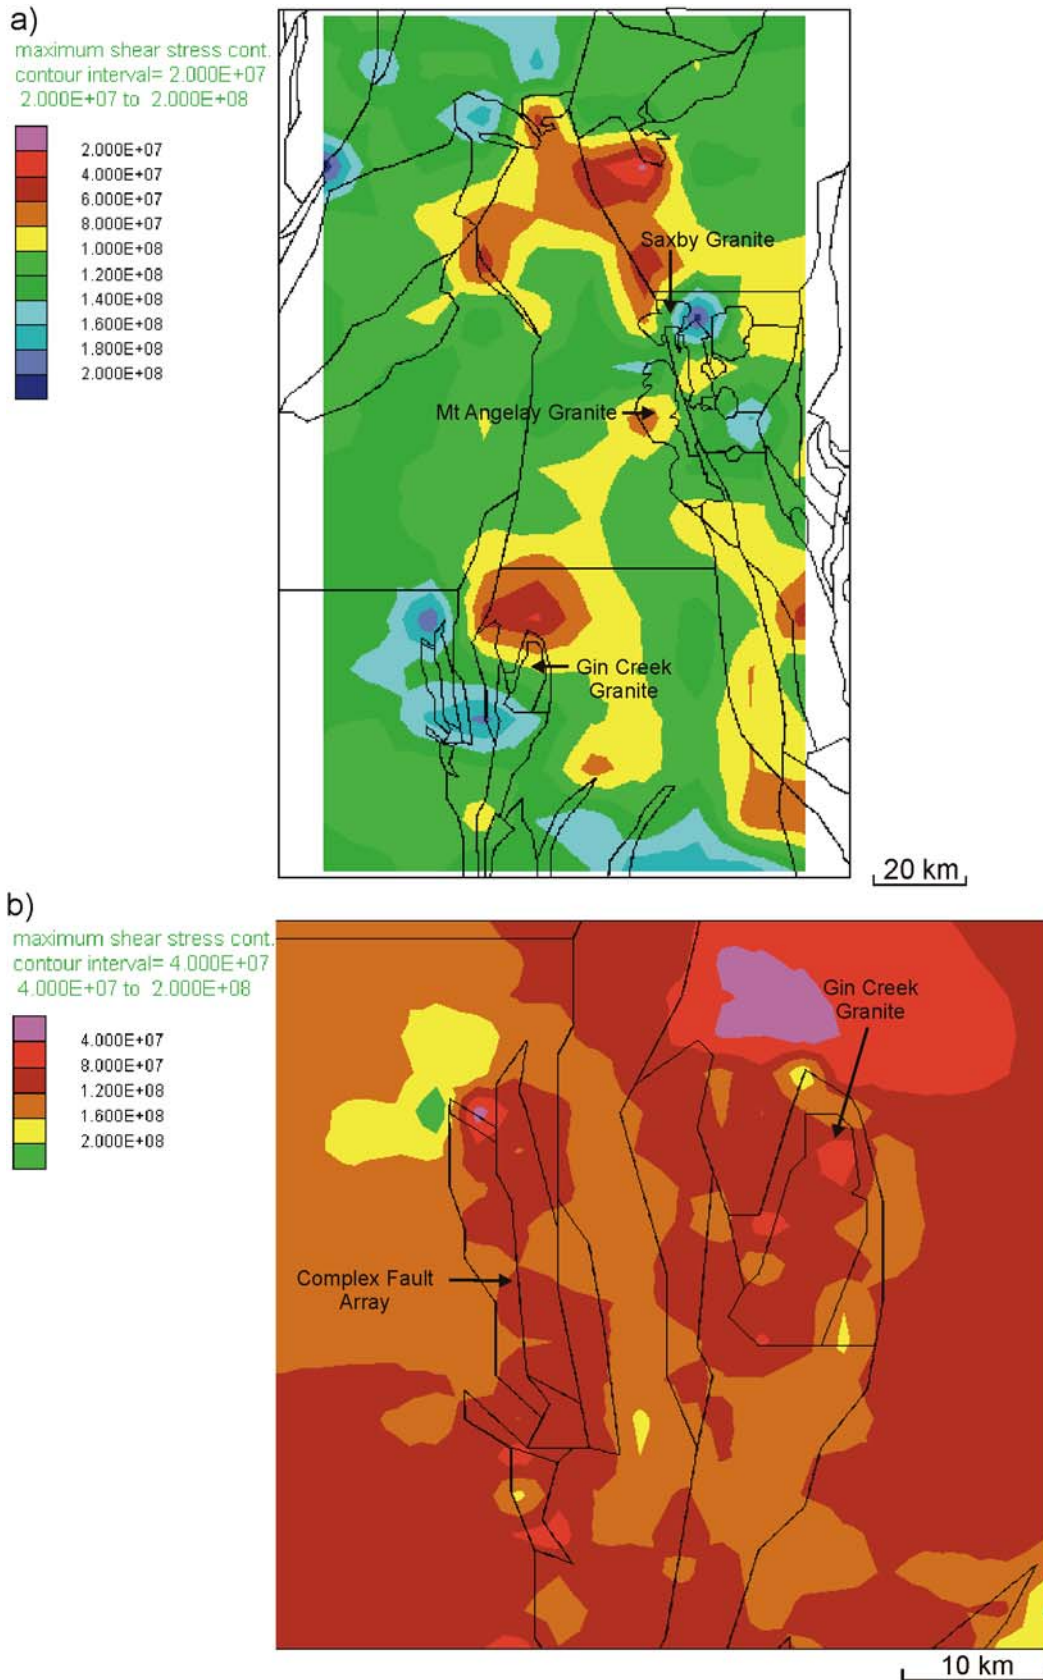 a)
maximum shear stress cont.
contour interval= 2.000E+07
2.000E+07 to 2.000E+08
2.000E+07
4.000E+07
6.000E+07
8.000E+07
1.000E+08
1.200E+08
1.400E+08
1.600E+08
1.800E+08
2.000E+08
Saxby Granite
Mt Angelay Granite
Gin Creek
Granite
20 km
b)
maximum shear stress cont.
contour interval= 4.000E+07
4.000E+07 to 2.000E+08
4.000E+07
8.000E+07
1.200E+08
1.600E+08
2.000E+08
Gin Creek
Granite
Complex Fault
Array
10 km